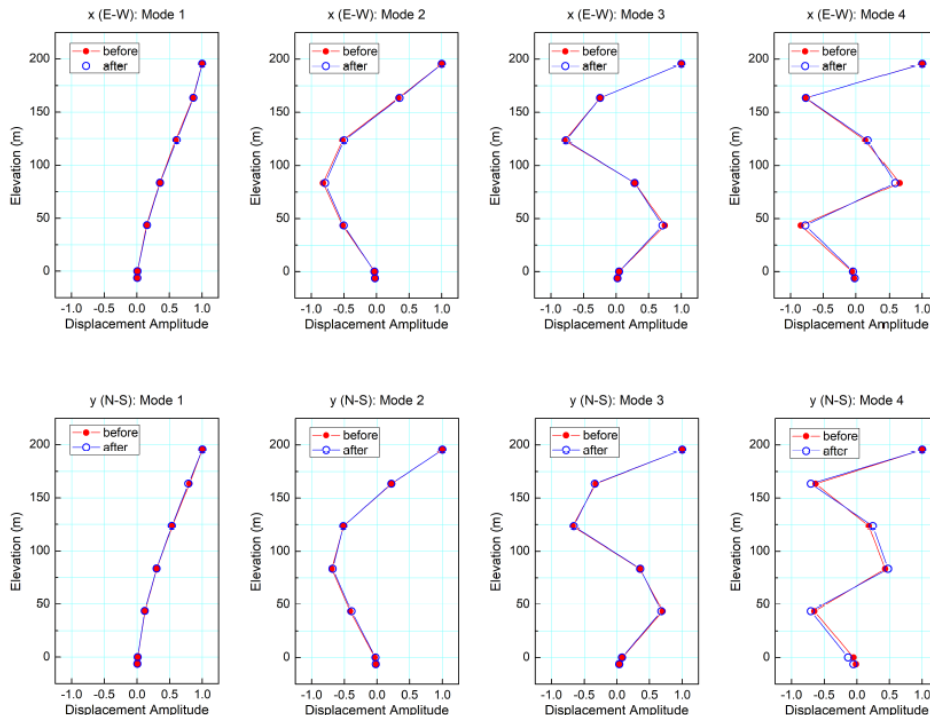 x (E-W): Mode 1
before
after
200
150
100
50
0
Elevation (m)
-1.0 -0.5 0.0 0.5 1.0
Displacement Amplitude
x (E-W): Mode 2
before
after
200
150
100
50
0
Elevation (m)
-1.0 -0.5 0.0 0.5 1.0
Displacement Amplitude
x (E-W): Mode 3
before
after
200
150
100
50
0
Elevation (m)
-1.0 -0.5 0.0 0.5 1.0
Displacement Amplitude
x (E-W): Mode 4
before
after
200
150
100
50
0
Elevation (m)
-1.0 -0.5 0.0 0.5 1.0
Displacement Amplitude
y (N-S): Mode 1
before
after
200
150
100
50
0
Elevation (m)
-1.0 -0.5 0.0 0.5 1.0
Displacement Amplitude
y (N-S): Mode 2
before
after
200
150
100
50
0
Elevation (m)
-1.0 -0.5 0.0 0.5 1.0
Displacement Amplitude
y (N-S): Mode 3
before
after
200
150
100
50
0
Elevation (m)
-1.0 -0.5 0.0 0.5 1.0
Displacement Amplitude
y (N-S): Mode 4
before
after
200
150
100
50
0
Elevation (m)
-1.0 -0.5 0.0 0.5 1.0
Displacement Amplitude